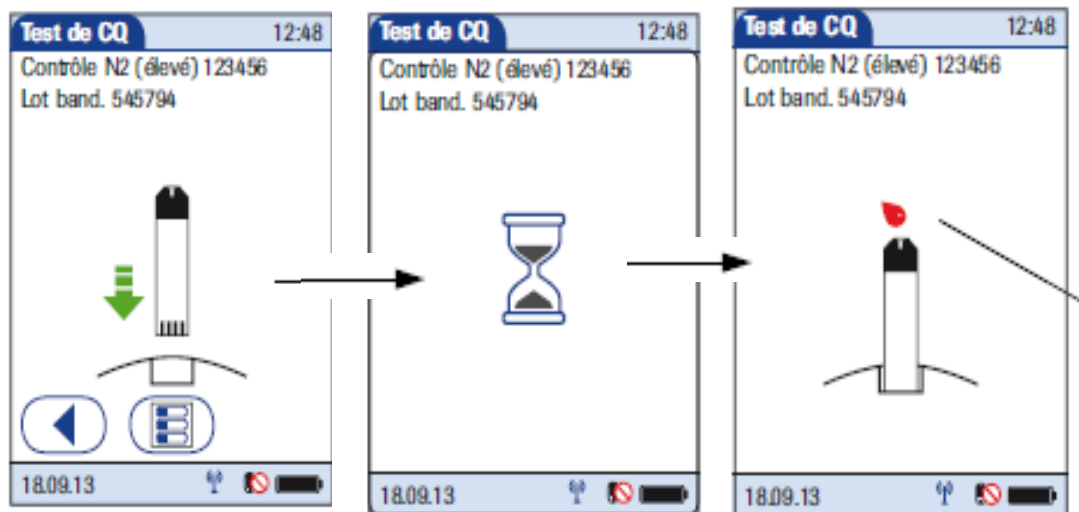 Test de CQ 12:48
Contrôle N2 (élevé) 123456
Lot band. 545794
18.09.13
Test de CQ 12:48
Contrôle N2 (élevé) 123456
Lot band. 545794
18.09.13
Test de CQ 12:48
Contrôle N2 (élevé) 123456
Lot band. 545794
18.09.13